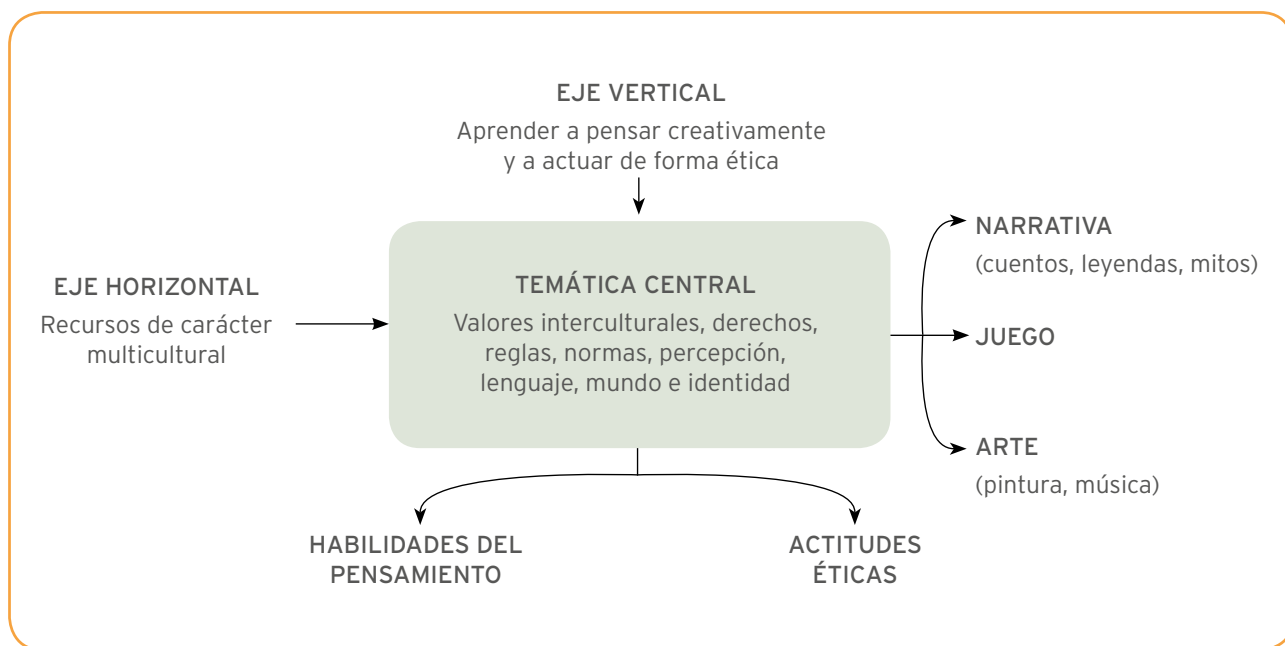 EJE VERTICAL
Aprender a pensar creativamente
y a actuar de forma ética
EJE HORIZONTAL
Recursos de carácter
multicultural
TEMÁTICA CENTRAL
Valores interculturales, derechos,
reglas, normas, percepción,
lenguaje, mundo e identidad
NARRATIVA
(cuentos, leyendas, mitos)
JUEGO
ARTE
(pintura, música)
HABILIDADES DEL
PENSAMIENTO
ACTITUDES
ÉTICAS